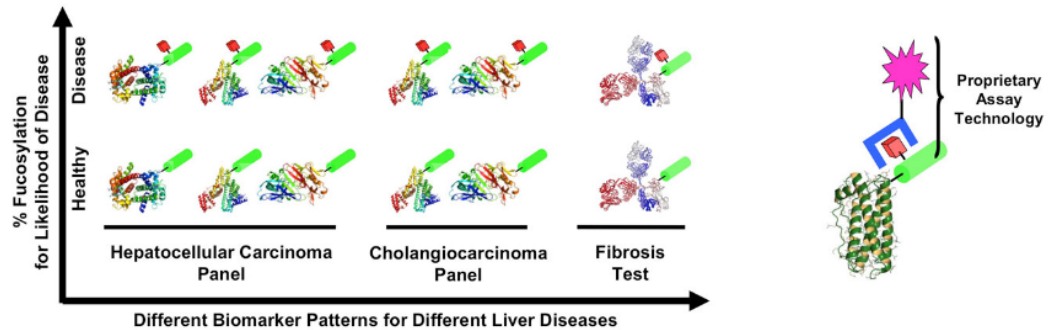 % Fucosylation
for Likelihood of Disease
Disease
Healthy
Hepatocellular Carcinoma
Panel
Cholangiocarcinoma
Panel
Fibrosis
Test
Different Biomarker Patterns for Different Liver Diseases
Proprietary
Assay
Technology